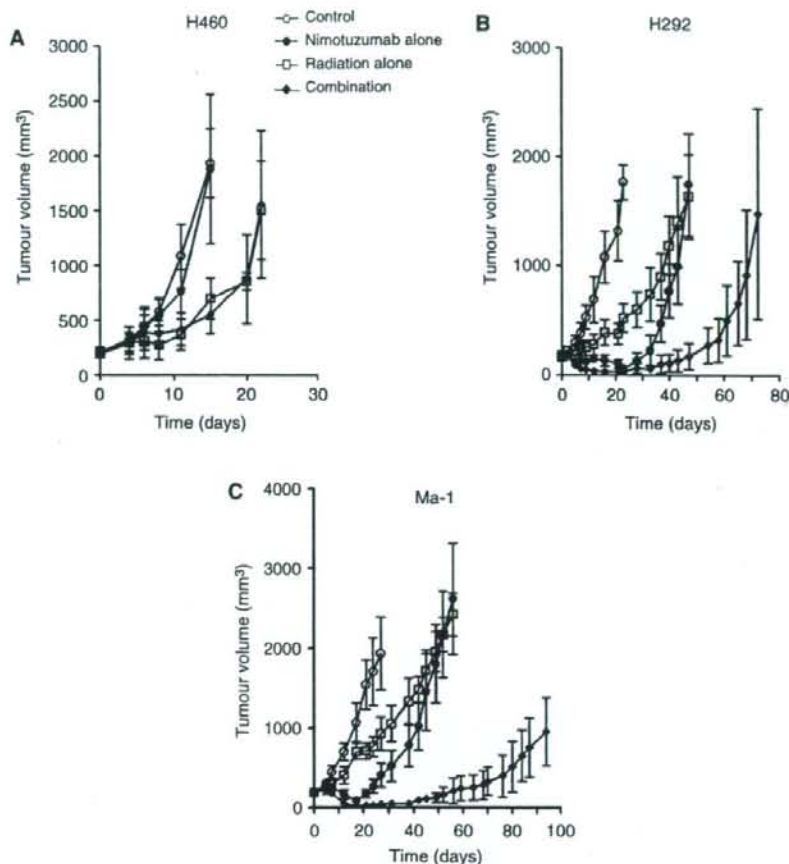 A
H460
Control
Nimotuzumab alone
Radiation alone
Combination
3000
2500
2000
1500
1000
500
0
Tumour volume (mm³)
0 10 20 30
Time (days)
B
H292
3000
2000
1000
0
Tumour volume (mm³)
0 20 40 60 80
Time (days)
C
Ma-1
4000
3000
2000
1000
0
Tumour volume (mm³)
0 20 40 60 80 100
Time (days)